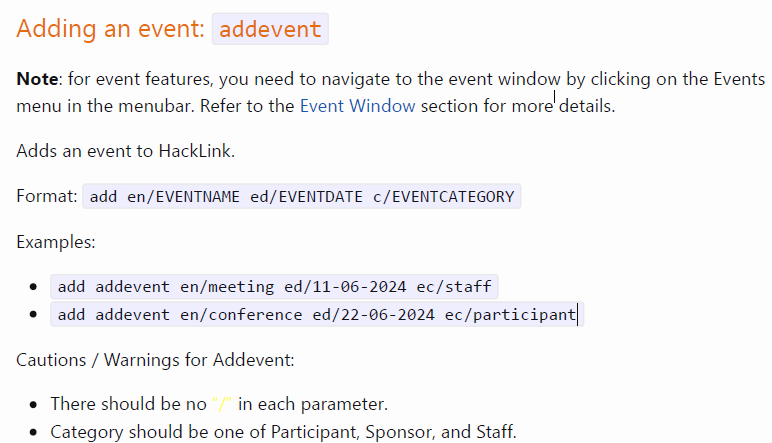 Adding an event: addevent
Note: for event features, you need to navigate to the event window by clicking on the Events
menu in the menubar. Refer to the Event Window section for more details.
Adds an event to HackLink.
Format: add en/EVENTNAME ed/EVENTDATE c/EVENTCATEGORY
Examples:
• add addevent en/meeting ed/11-06-2024 ec/staff
• add addevent en/conference ed/22-06-2024 ec/participant
Cautions / Warnings for Addevent:
• There should be no "/" in each parameter.
• Category should be one of Participant, Sponsor, and Staff.